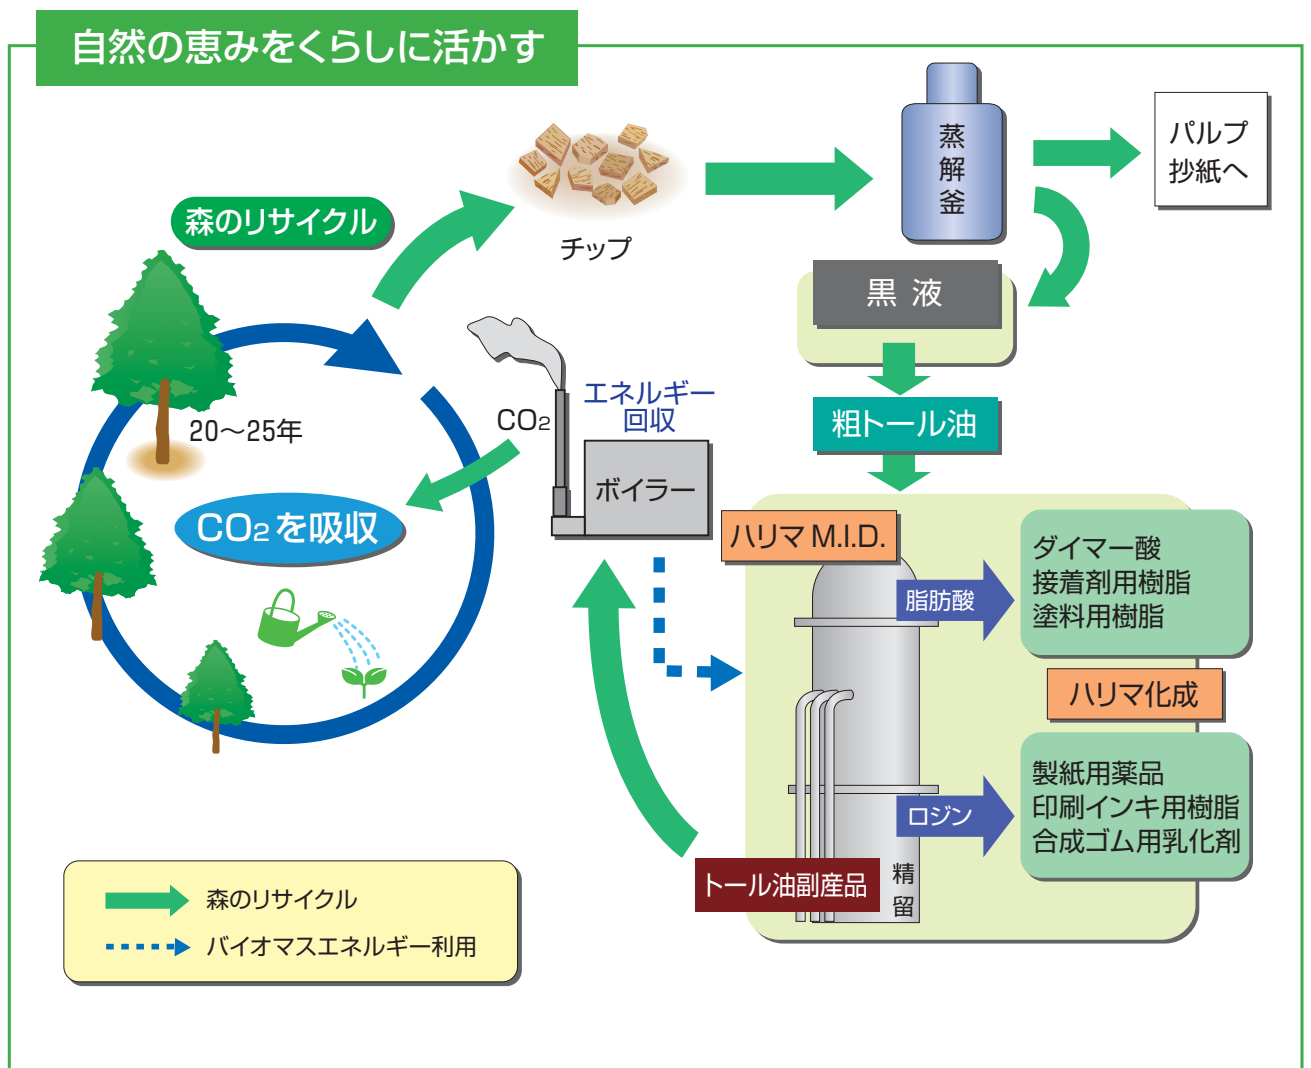 自然の恵みをくらしに活かす
森のリサイクル
チップ
蒸解釜
パルプ
抄紙へ
黒液
粗トール油
20〜25年
CO2
エネルギー
回収
ボイラー
CO2を吸収
ハリマ M.I.D.
脂肪酸
ダイマー酸
接着剤用樹脂
塗料用樹脂
ハリマ化成
ロジン
製紙用薬品
印刷インキ用樹脂
合成ゴム用乳化剤
トール油副産品
精留
森のリサイクル
バイオマスエネルギー利用